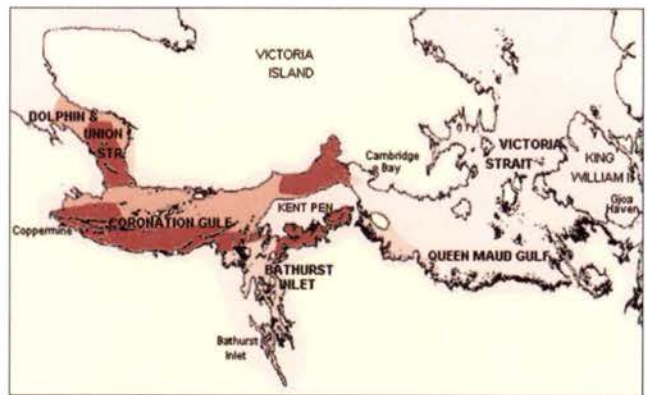 VICTORIA
ISLAND
DOLPHIN &
UNION
STR.
Cambridge
Bay
VICTORIA
STRAIT
KING
WILLIAM I
Gjoa
Haven
KENT PEN
CORONATION GULF
Coppermine
QUEEN MAUD GULF
BATHURST
INLET
Bathurst
Inlet